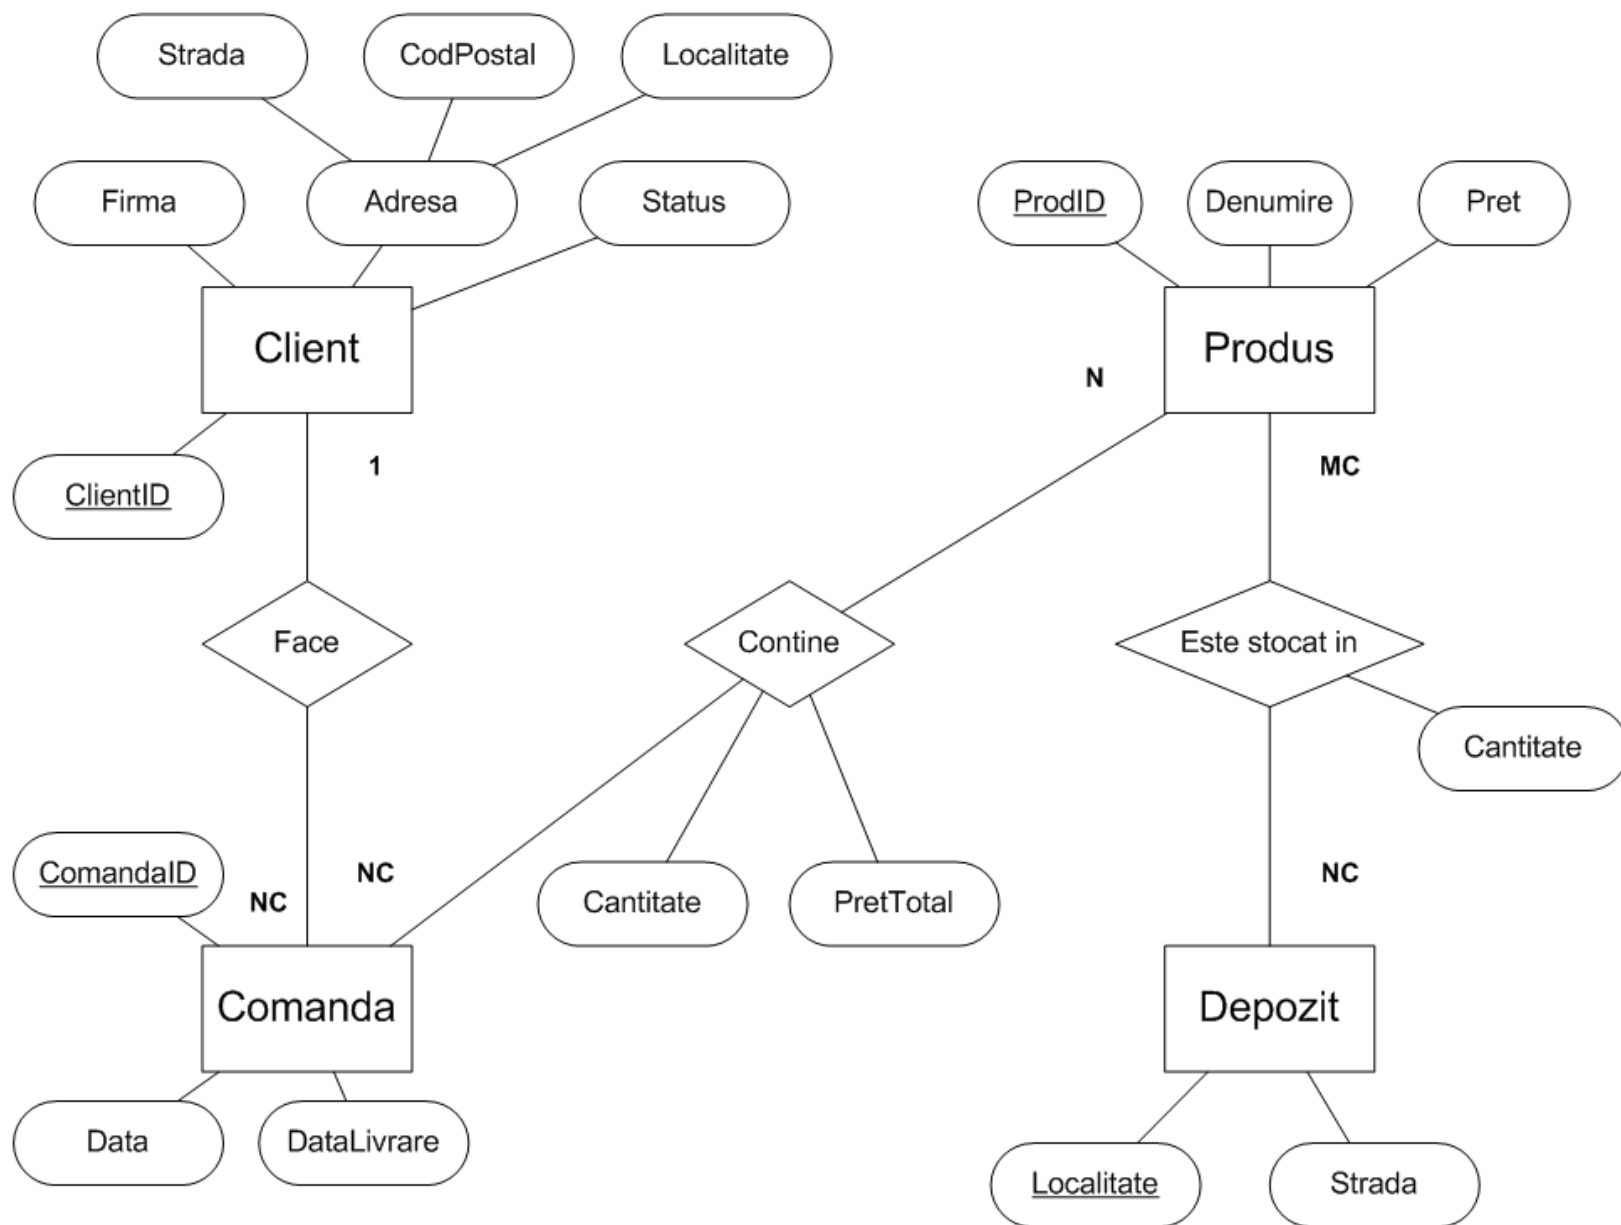 Strada
CodPostal
Localitate
Firma
Adresa
Status
ProdID
Denumire
Pret
Client
Produs
N
1
MC
ClientID
Face
Contine
Este stocat in
Cantitate
ComandaID
NC
NC
Cantitate
PretTotal
NC
Comanda
Depozit
Data
DataLivrare
Localitate
Strada